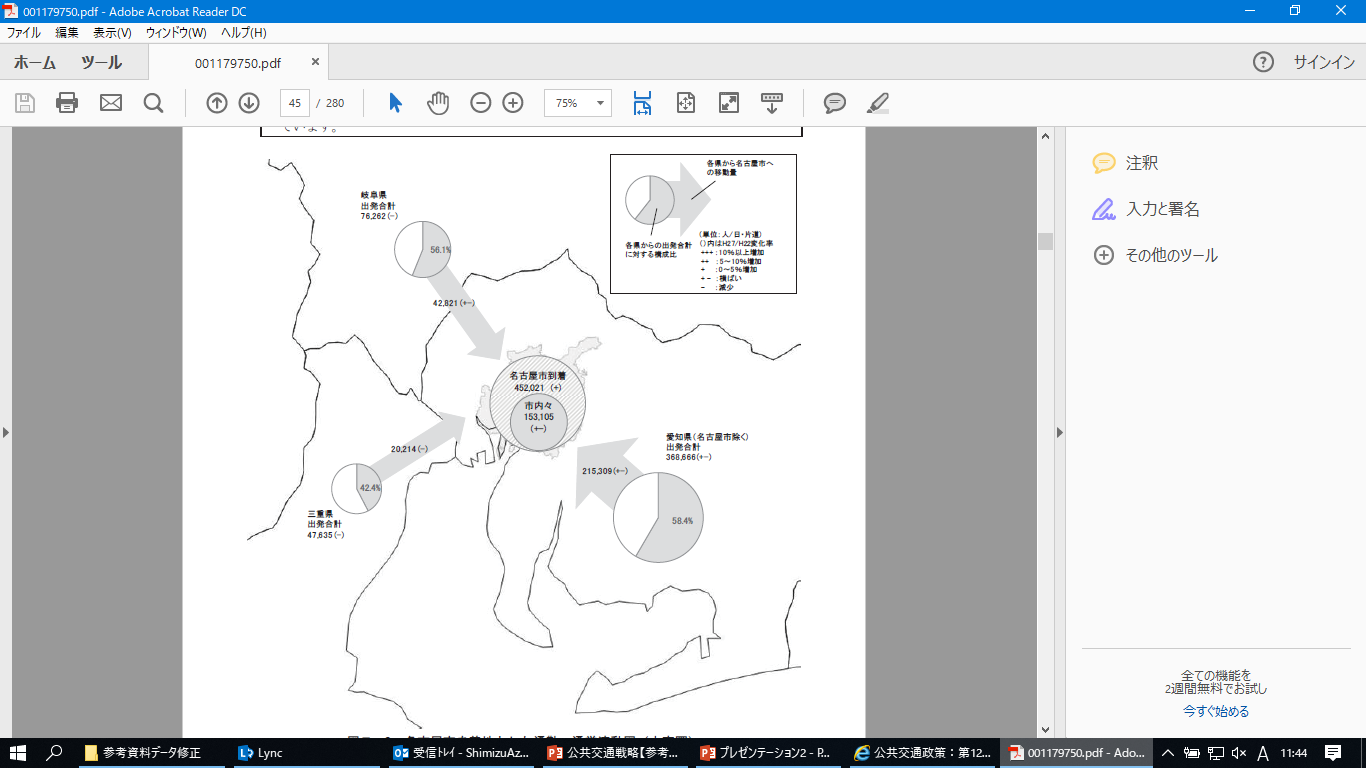 001179750.pdf - Adobe Acrobat Reader DC
ファイル 編集 表示(V) ウィンドウ(W) ヘルプ(H)
ホーム ツール 001179750.pdf × サインイン
45 / 280 75%
ています。
各県から名古屋市へ
の移動量
各県からの出発合計
に対する構成比
(単位:人/日・片道)
()内はH27/H22変化率
+++:10%以上増加
++ :5~10%増加
+ :0~5%増加
+- :横ばい
- :減少
岐阜県
出発合計
76,262(-)
56.1%
42,821(+-)
名古屋市到着
452,021 (+)
市内々
153,105
(+-)
20,214(-)
42.4%
三重県
出発合計
47,635(-)
愛知県(名古屋市除く)
出発合計
368,666(+-)
215,309(+-)
58.4%
注釈
入力と署名
その他のツール
全ての機能を
2週間無料でお試し
今すぐ始める
参考資料データ修正 Lync 受信トレイ - ShimizuAz... 公共交通戦略【参考... プレゼンテーション2 - P... 公共交通政策:第12... 001179750.pdf - Ado... A 11:44